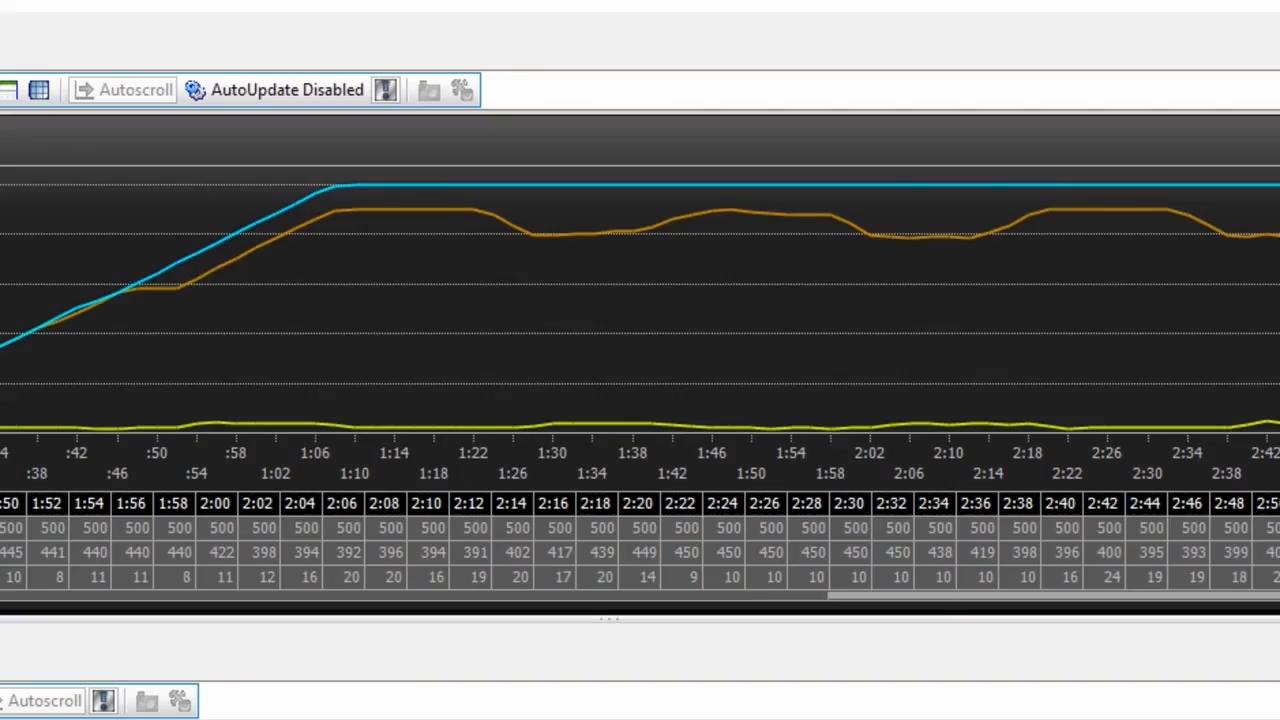 Autoscroll AutoUpdate Disabled
4 :42 :50 :58 1:06 1:14 1:22 1:30 1:38 1:46 1:54 2:02 2:10 2:18 2:26 2:34 2:42
:38 :46 :54 1:02 1:10 1:18 1:26 1:34 1:42 1:50 1:58 2:06 2:14 2:22 2:30 2:38
:50 1:52 1:54 1:56 1:58 2:00 2:02 2:04 2:06 2:08 2:10 2:12 2:14 2:16 2:18 2:20 2:22 2:24 2:26 2:28 2:30 2:32 2:34 2:36 2:38 2:40 2:42 2:44 2:46 2:48 2:5
500 500 500 500 500 500 500 500 500 500 500 500 500 500 500 500 500 500 500 500 500 500 500 500 500 500 500 500 500 500 50
445 441 440 440 440 422 398 394 392 396 394 391 402 417 439 449 450 450 450 450 450 450 438 419 398 396 400 395 393 399 40
10 8 11 11 8 11 12 16 20 20 16 19 20 17 20 14 9 10 10 10 10 10 10 10 10 16 24 19 19 18 2
Autoscroll